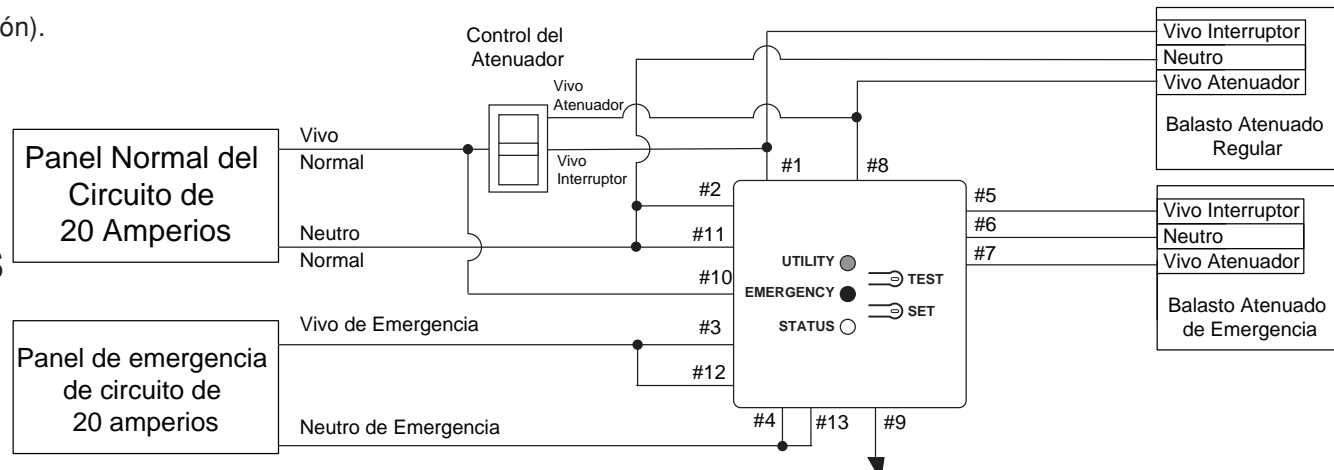 ón).
Control del
Atenuador
Vivo
Atenuador
Vivo
Interruptor
Panel Normal del
Circuito de
20 Amperios
Vivo
Normal
Neutro
Normal
S
Panel de emergencia
de circuito de
20 amperios
Vivo de Emergencia
Neutro de Emergencia
#1
#8
#2
#11
#10
#3
#12
#4
#13
#9
#5
#6
#7
UTILITY
EMERGENCY
STATUS
TEST
SET
Vivo Interruptor
Neutro
Vivo Atenuador
Balasto Atenuado
Regular
Vivo Interruptor
Neutro
Vivo Atenuador
Balasto Atenuado
de Emergencia